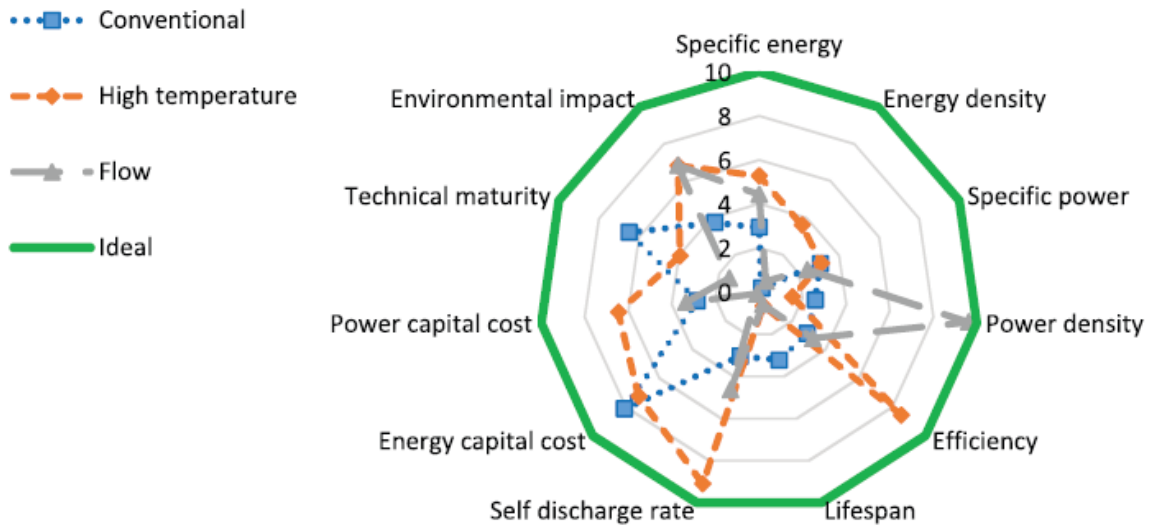 Conventional
High temperature
Flow
Ideal
Specific energy
Energy density
Specific power
Power density
Efficiency
Lifespan
Self discharge rate
Energy capital cost
Power capital cost
Technical maturity
Environmental impact
10
8
6
4
2
0